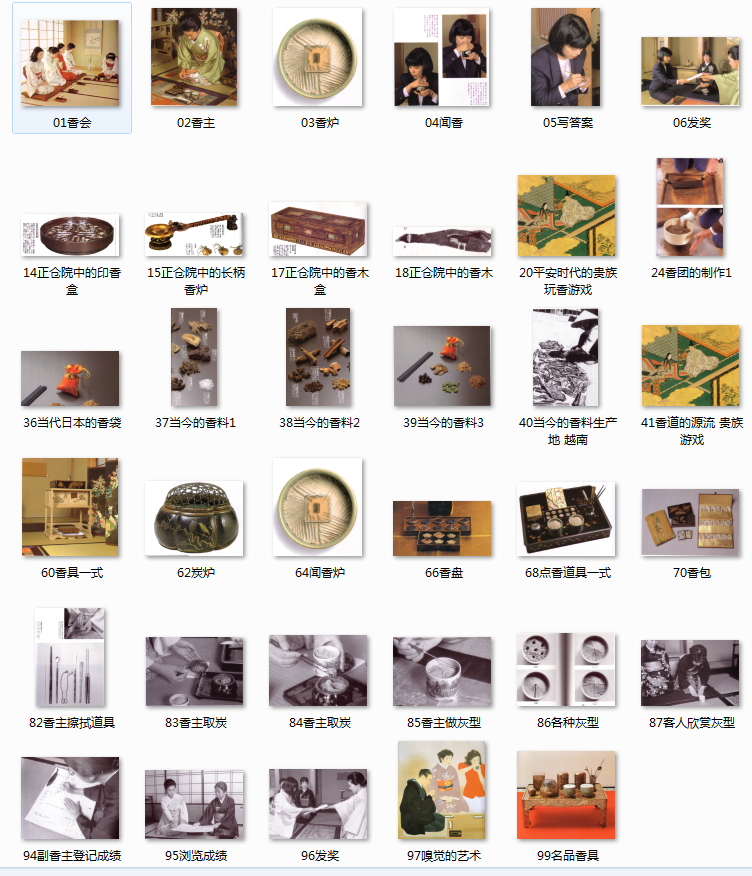 01香会
02香主
03香炉
04闻香
05写答案
06发奖
14正仓院中的印香
盒
15正仓院中的长柄
香炉
17正仓院中的香木
盒
18正仓院中的香木
20平安时代的贵族
玩香游戏
24香团的制作1
36当代日本的香袋
37当今的香料1
38当今的香料2
39当今的香料3
40当今的香料生产
地 越南
41香道的源流 贵族
游戏
60香具一式
62炭炉
64闻香炉
66香盘
68点香道具一式
70香包
82香主擦拭道具
83香主取炭
84香主取炭
85香主做灰型
86各种灰型
87客人欣赏灰型
94副香主登记成绩
95浏览成绩
96发奖
97嗅觉的艺术
99名品香具